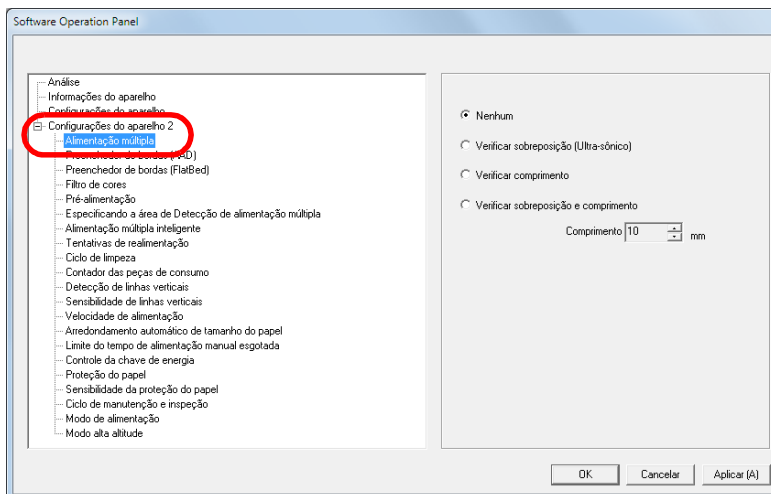 Software Operation Panel
Análise
Informações do aparelho
Configurações do aparelho
Configurações do aparelho 2
Alimentação múltipla
Preenchedor de bordas (AAD)
Preenchedor de bordas (FlatBed)
Filtro de cores
Pré-alimentação
Especificando a área de Detecção de alimentação múltipla
Alimentação múltipla inteligente
Tentativas de realimentação
Ciclo de limpeza
Contador das peças de consumo
Detecção de linhas verticais
Sensibilidade de linhas verticais
Velocidade de alimentação
Arredondamento automático de tamanho do papel
Limite do tempo de alimentação manual esgotada
Controle da chave de energia
Proteção do papel
Sensibilidade da proteção do papel
Ciclo de manutenção e inspeção
Modo de alimentação
Modo alta altitude
Nenhum
Verificar sobreposição (Ultra-sônico)
Verificar comprimento
Verificar sobreposição e comprimento
Comprimento 10 mm
OK Cancelar Aplicar (A)